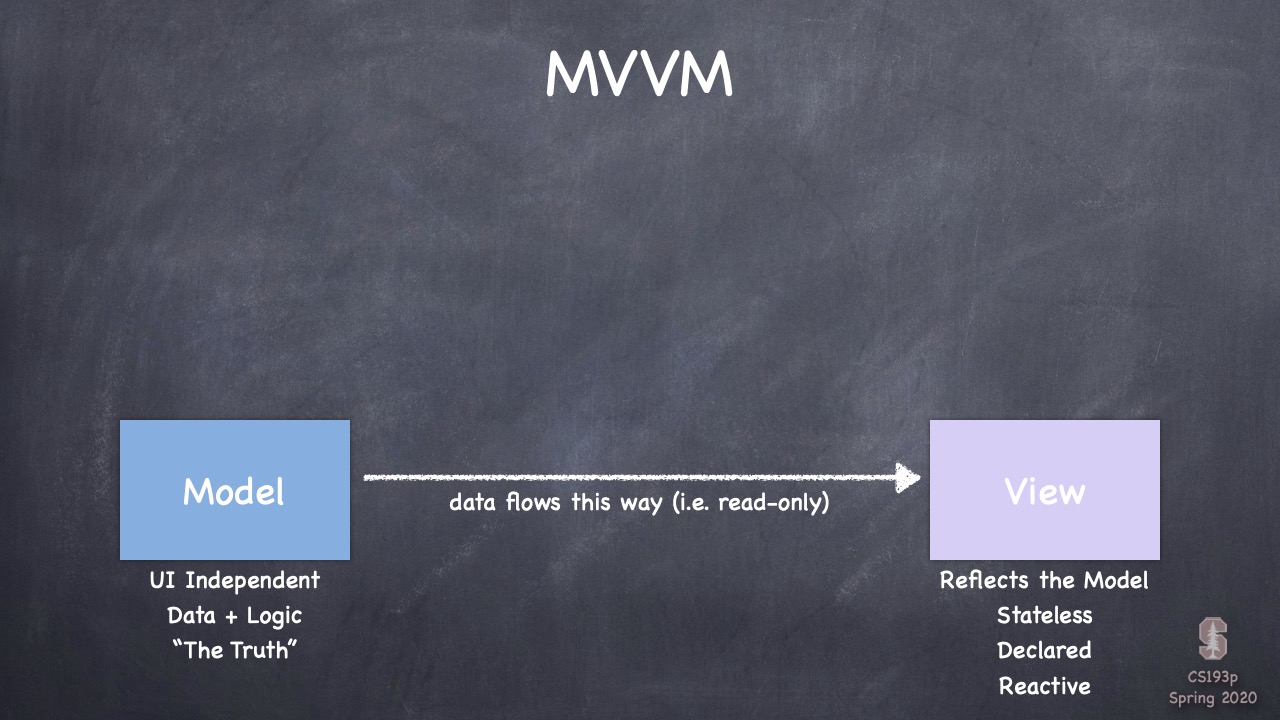 MVVM
Model
data flows this way (i.e. read-only)
View
UI Independent
Data + Logic
“The Truth”
Reflects the Model
Stateless
Declared
Reactive
S
CS193p
Spring 2020